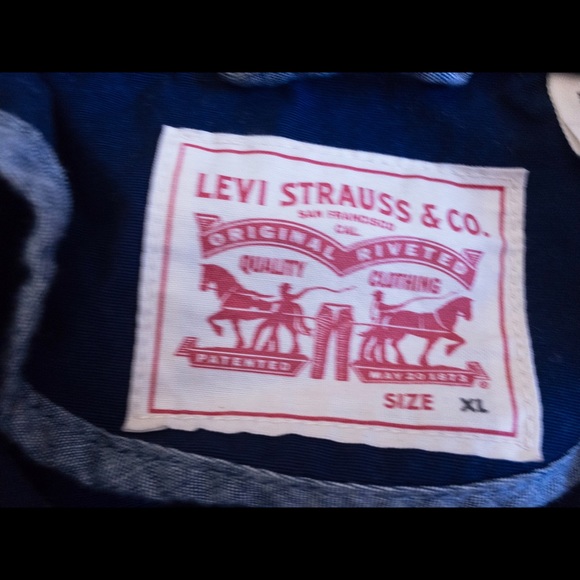 LEVI STRAUSS & CO.
SAN FRANCISCO
CAL.
ORIGINAL RIVETED
QUALITY CLOTHING
PATENTED MAY 20 1873
SIZE XL